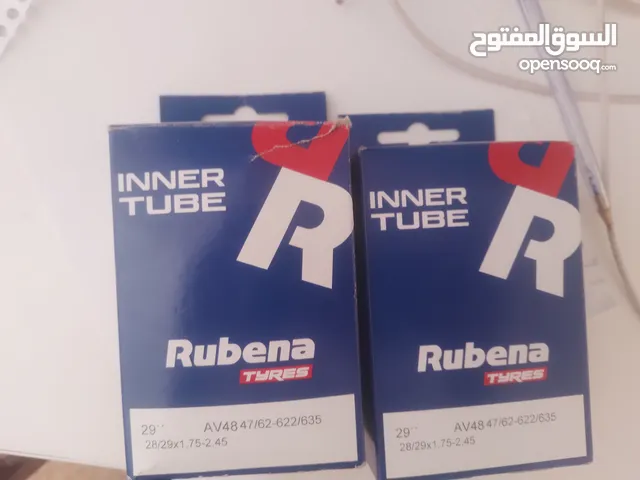 السوق المفتوح
opensooq.com
INNER
TUBE
R
Rubena
TYRES
29" AV48 47/62-622/635
28/29x1.75-2.45
INNER
TUBE
R
Rubena
TYRES
29" AV48 47/62-622/635
28/29x1.75-2.45